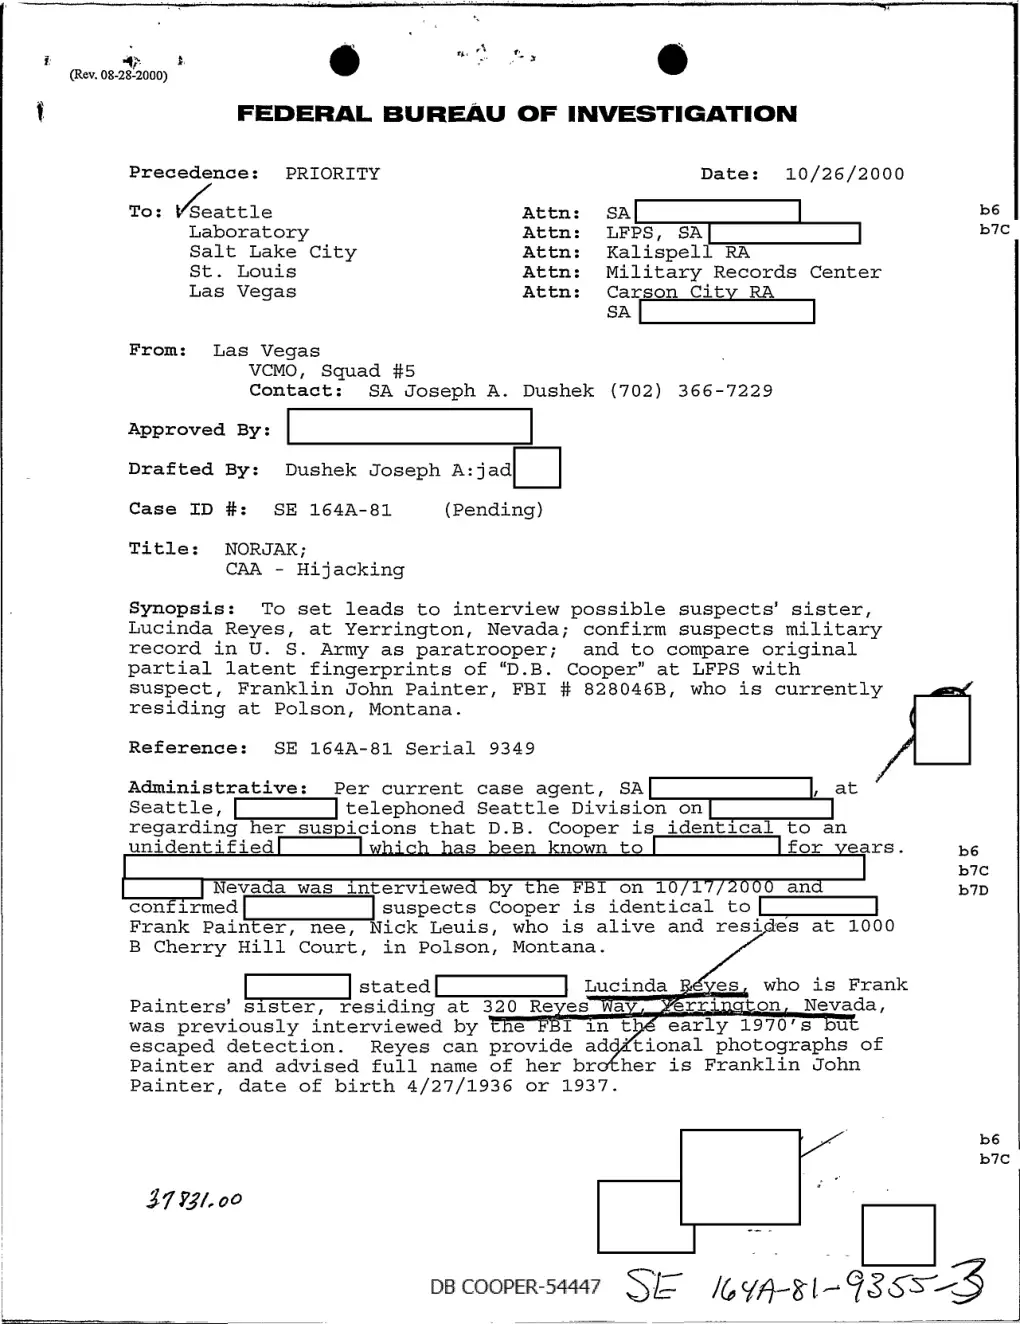 (Rev. 08-28-2000)
FEDERAL BUREAU OF INVESTIGATION
Precedence: PRIORITY Date: 10/26/2000
To: Seattle Attn: SA b6
Laboratory Attn: LFPS, SA b7C
Salt Lake City Attn: Kalispell RA
St. Louis Attn: Military Records Center
Las Vegas Attn: Carson City RA
SA
From: Las Vegas
VCMO, Squad #5
Contact: SA Joseph A. Dushek (702) 366-7229
Approved By:
Drafted By: Dushek Joseph A:jad
Case ID #: SE 164A-81 (Pending)
Title: NORJAK;
CAA - Hijacking
Synopsis: To set leads to interview possible suspects' sister,
Lucinda Reyes, at Yerrington, Nevada; confirm suspects military
record in U. S. Army as paratrooper; and to compare original
partial latent fingerprints of "D.B. Cooper" at LFPS with
suspect, Franklin John Painter, FBI # 828046B, who is currently
residing at Polson, Montana.
Reference: SE 164A-81 Serial 9349
Administrative: Per current case agent, SA , at
Seattle, telephoned Seattle Division on
regarding her suspicions that D.B. Cooper is identical to an
unidentified which has been known to for years. b6
b7C
Nevada was interviewed by the FBI on 10/17/2000 and b7D
confirmed suspects Cooper is identical to
Frank Painter, nee, Nick Leuis, who is alive and resides at 1000
B Cherry Hill Court, in Polson, Montana.
stated Lucinda Reyes, who is Frank
Painters' sister, residing at 320 Reyes Way, Yerrington, Nevada,
was previously interviewed by the FBI in the early 1970's but
escaped detection. Reyes can provide additional photographs of
Painter and advised full name of her brother is Franklin John
Painter, date of birth 4/27/1936 or 1937.
b6
b7C
37831.00
DB COOPER-54447 SE 164A-81-9355-3